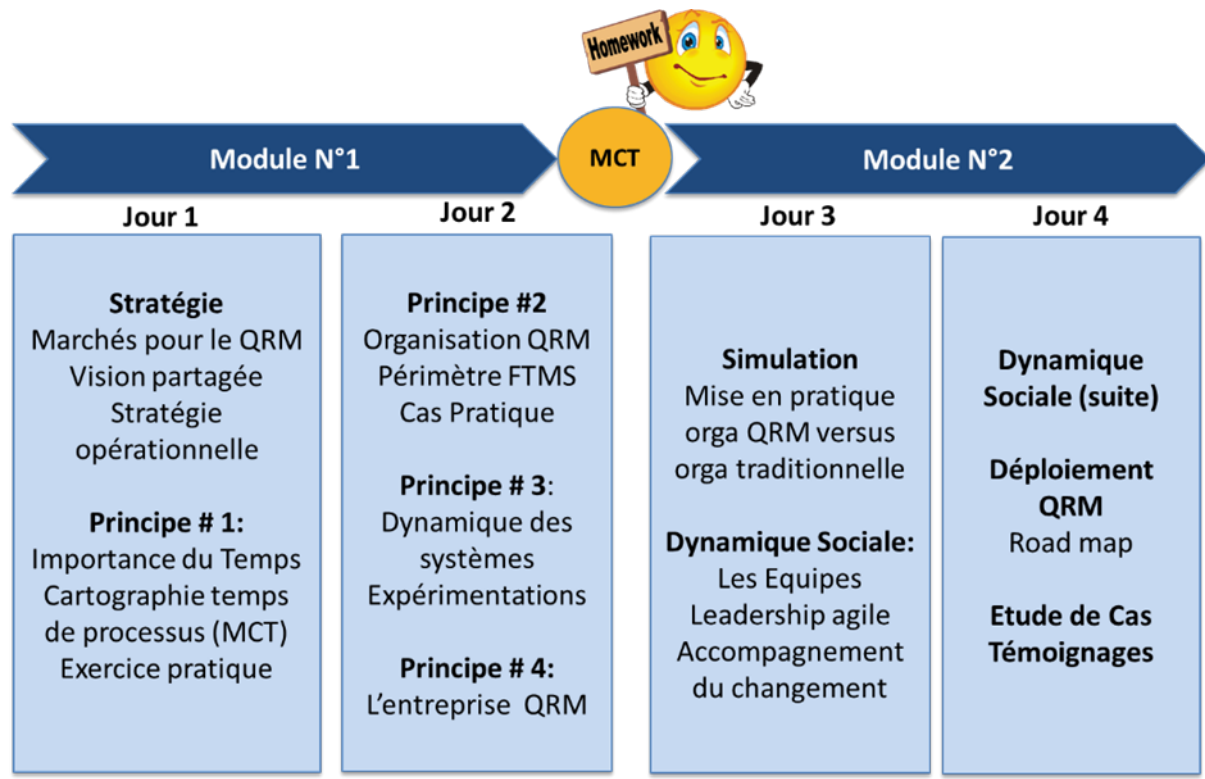 Homework
Module N°1
MCT
Module N°2
Jour 1
Stratégie
Marchés pour le QRM
Vision partagée
Stratégie
opérationnelle
Principe # 1:
Importance du Temps
Cartographie temps
de processus (MCT)
Exercice pratique
Jour 2
Principe #2
Organisation QRM
Périmètre FTMS
Cas Pratique
Principe # 3:
Dynamique des
systèmes
Expérimentations
Principe # 4:
L'entreprise QRM
Jour 3
Simulation
Mise en pratique
orga QRM versus
orga traditionnelle
Dynamique Sociale:
Les Equipes
Leadership agile
Accompagnement
du changement
Jour 4
Dynamique
Sociale (suite)
Déploiement
QRM
Road map
Etude de Cas
Témoignages